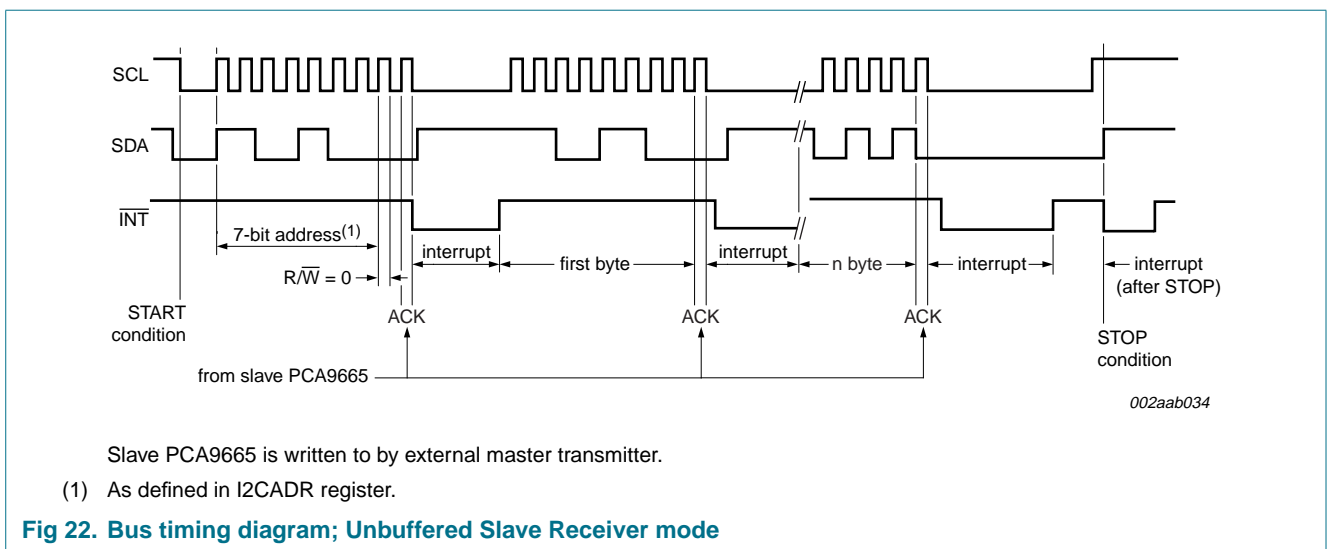 SCL
SDA
INT
7-bit address(1)
R/W = 0
interrupt
first byte
interrupt
n byte
interrupt
interrupt
(after STOP)
START
condition
ACK
ACK
ACK
STOP
condition
from slave PCA9665
002aab034
Slave PCA9665 is written to by external master transmitter.
(1) As defined in I2CADR register.
Fig 22. Bus timing diagram; Unbuffered Slave Receiver mode